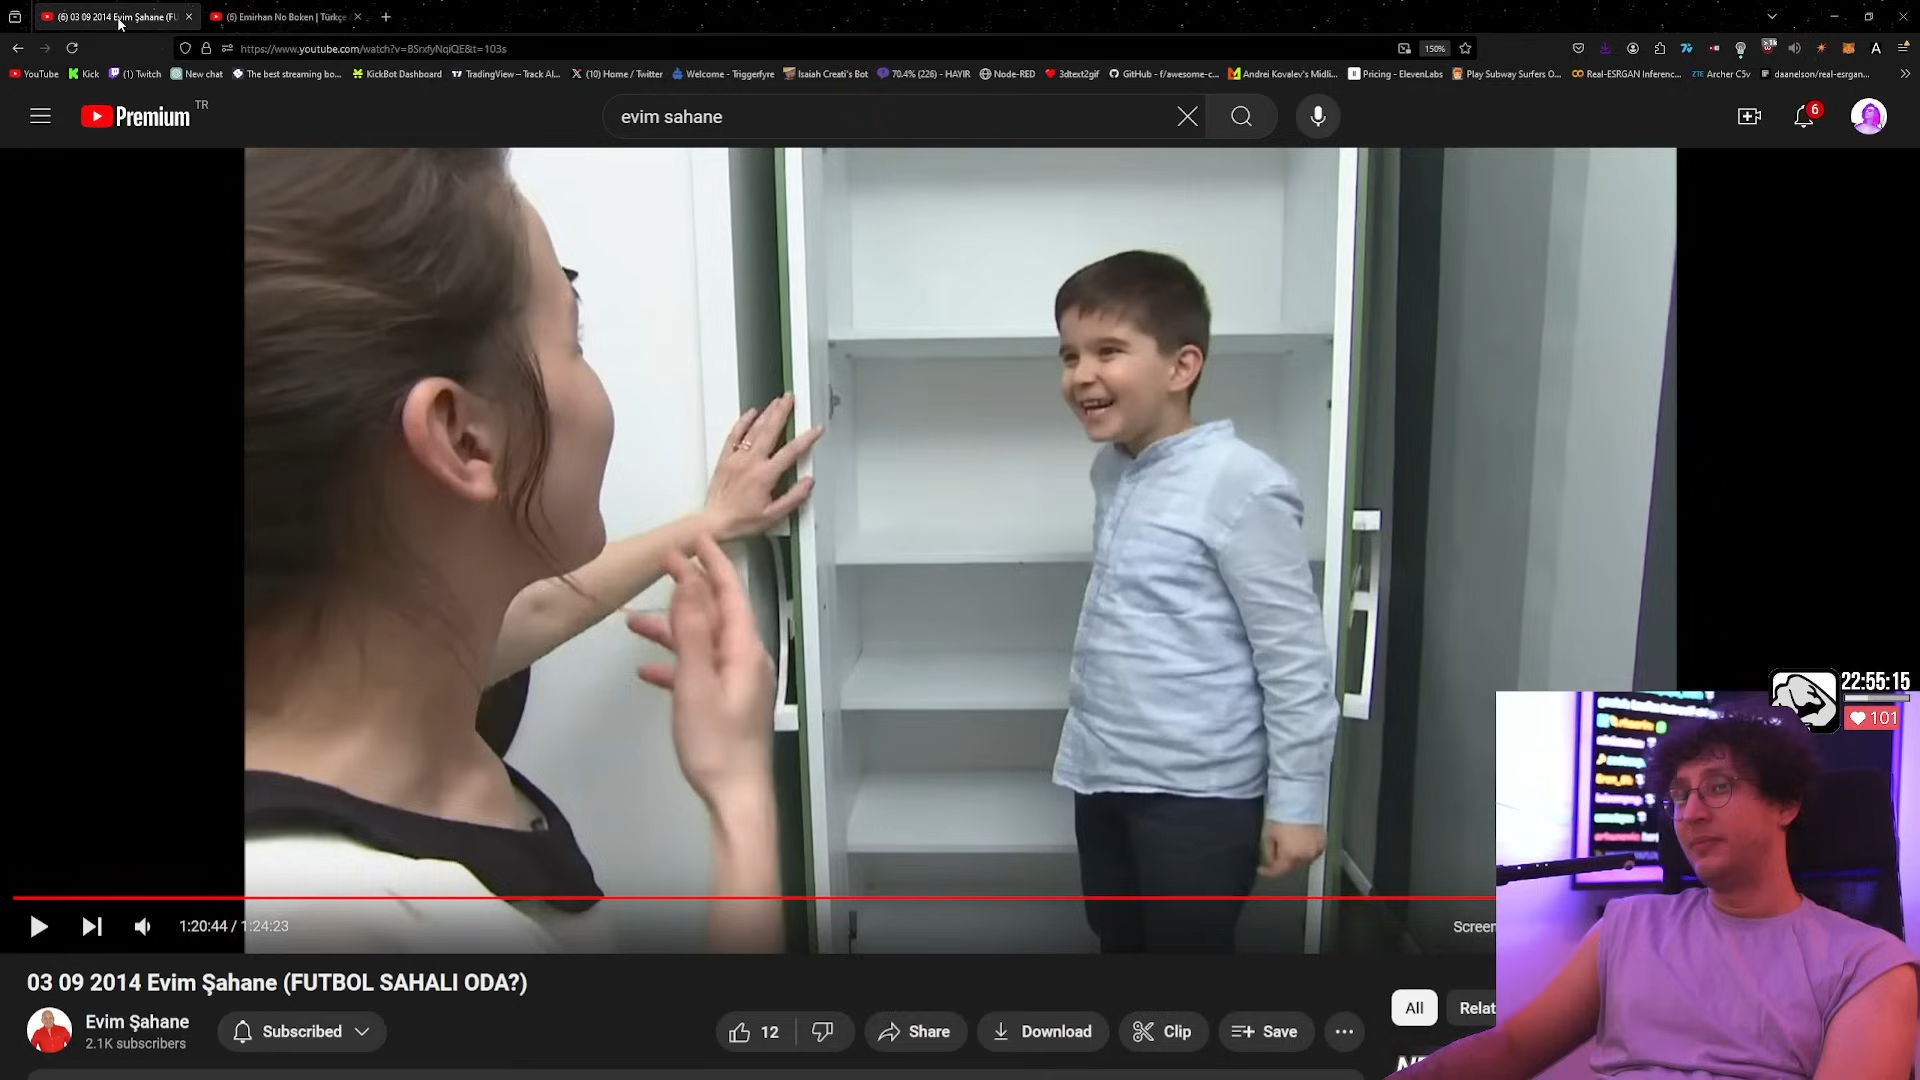 (6) 03 09 2014 Evim Şahane (FU
(6) Emirhan No Boken | Türkçe
https://www.youtube.com/watch?v=BSrxfyNqiQE&t=103s
150%
YouTube
Kick
(1) Twitch
New chat
The best streaming bo...
KickBot Dashboard
TradingView – Track Al...
(10) Home / Twitter
Welcome - Triggerfyre
Isaiah Creati's Bot
70.4% (226) - HAYIR
Node-RED
3dtext2gif
GitHub - f/awesome-c...
Andrei Kovalev's Midli...
Pricing - ElevenLabs
Play Subway Surfers O...
Real-ESRGAN Inferenc...
ZTE Archer C5v
daanelson/real-esrgan...
Premium
TR
evim sahane
6
22:55:15
101
1:20:44 / 1:24:23
Screen
03 09 2014 Evim Şahane (FUTBOL SAHALI ODA?)
Evim Şahane
2.1K subscribers
Subscribed
12
Share
Download
Clip
Save
All
Relat